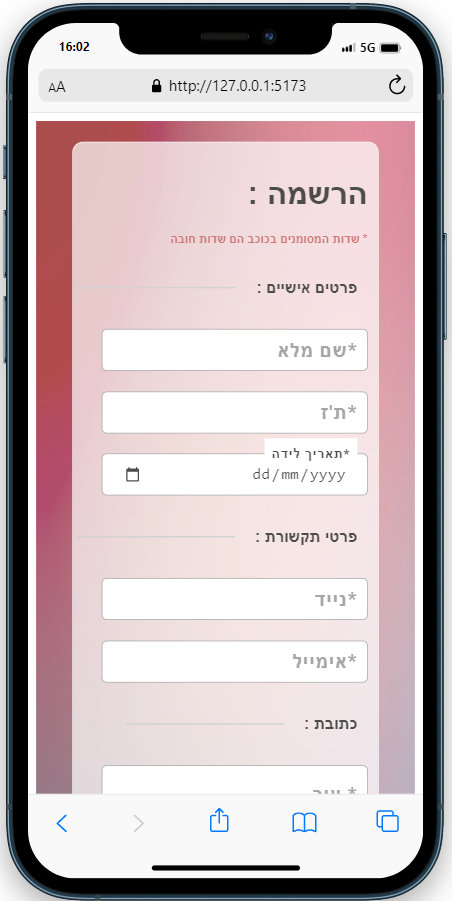 16:02
5G
AA
http://127.0.0.1:5173
הרשמה :
* שדות המסומנים בכוכב הם שדות חובה
פרטים אישיים :
*שם מלא
*ת'ז
*תאריך לידה
dd/mm/yyyy
פרטי תקשורת :
*נייד
*אימייל
כתובת :